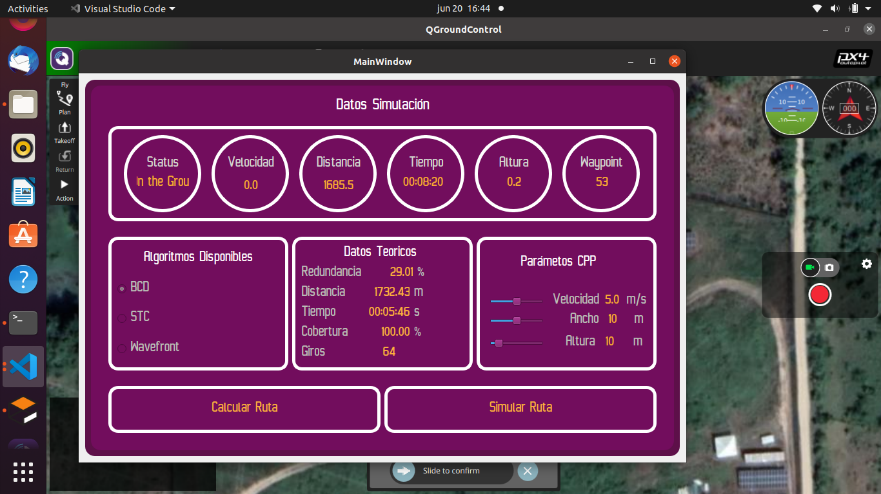 Activities
Visual Studio Code
jun 20 16:44
QGroundControl
MainWindow
PX4
autopilot
Fly
Plan
Takeoff
Return
Action
Datos Simulación
Status
in the Grou
Velocidad
0.0
Distancia
1685.5
Tiempo
00:08:20
Altura
0.2
Waypoint
53
Algoritmos Disponibles
BCD
STC
Wavefront
Datos Teoricos
Redundancia 29.01 %
Distancia 1732.43 m
Tiempo 00:05:46 s
Cobertura 100.00 %
Giros 64
Parámetos CPP
Velocidad 5.0 m/s
Ancho 10 m
Altura 10 m
Calcular Ruta
Simular Ruta
Slide to confirm
N
W
E
S
000
10
10